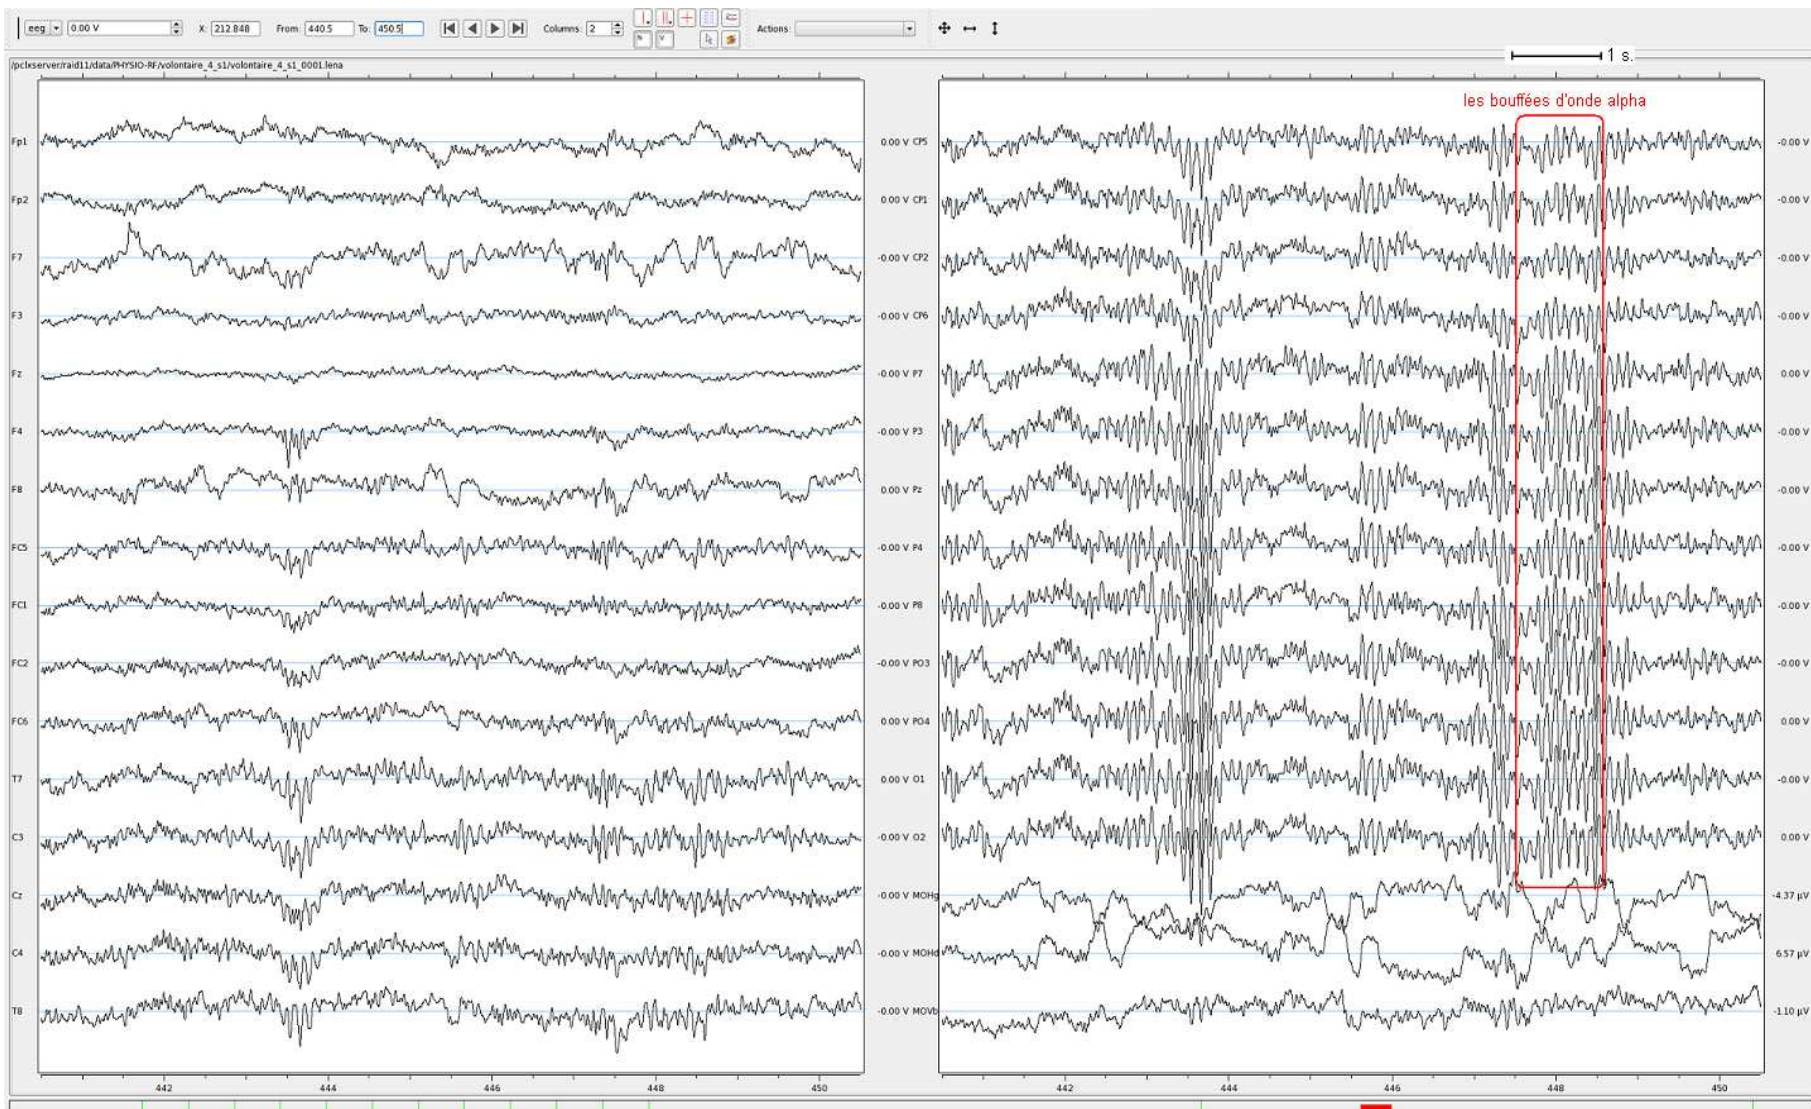 eeg 0.00 V X: 212.848 From: 440.5 To: 450.5 Columns: 2 Actions:
1 s.
/pclxserver/raid11/data/PHYSIO-RF/volontaire_4_s1/volontaire_4_s1_0001.lena
les bouffées d'onde alpha
Fp1 0.00 V CP5 -0.00 V
Fp2 0.00 V CP1 -0.00 V
F7 -0.00 V CP2 -0.00 V
F3 -0.00 V CP6 -0.00 V
Fz -0.00 V P7 0.00 V
F4 -0.00 V P3 -0.00 V
F8 0.00 V Pz -0.00 V
FC5 -0.00 V P4 -0.00 V
FC1 -0.00 V P8 -0.00 V
FC2 -0.00 V PO3 -0.00 V
FC6 0.00 V PO4 0.00 V
T7 0.00 V O1 -0.00 V
C3 -0.00 V O2 0.00 V
Cz -0.00 V MOHg -4.37 µV
C4 -0.00 V MOHd 6.57 µV
T8 -0.00 V MOVb -1.10 µV
442 444 446 448 450 442 444 446 448 450